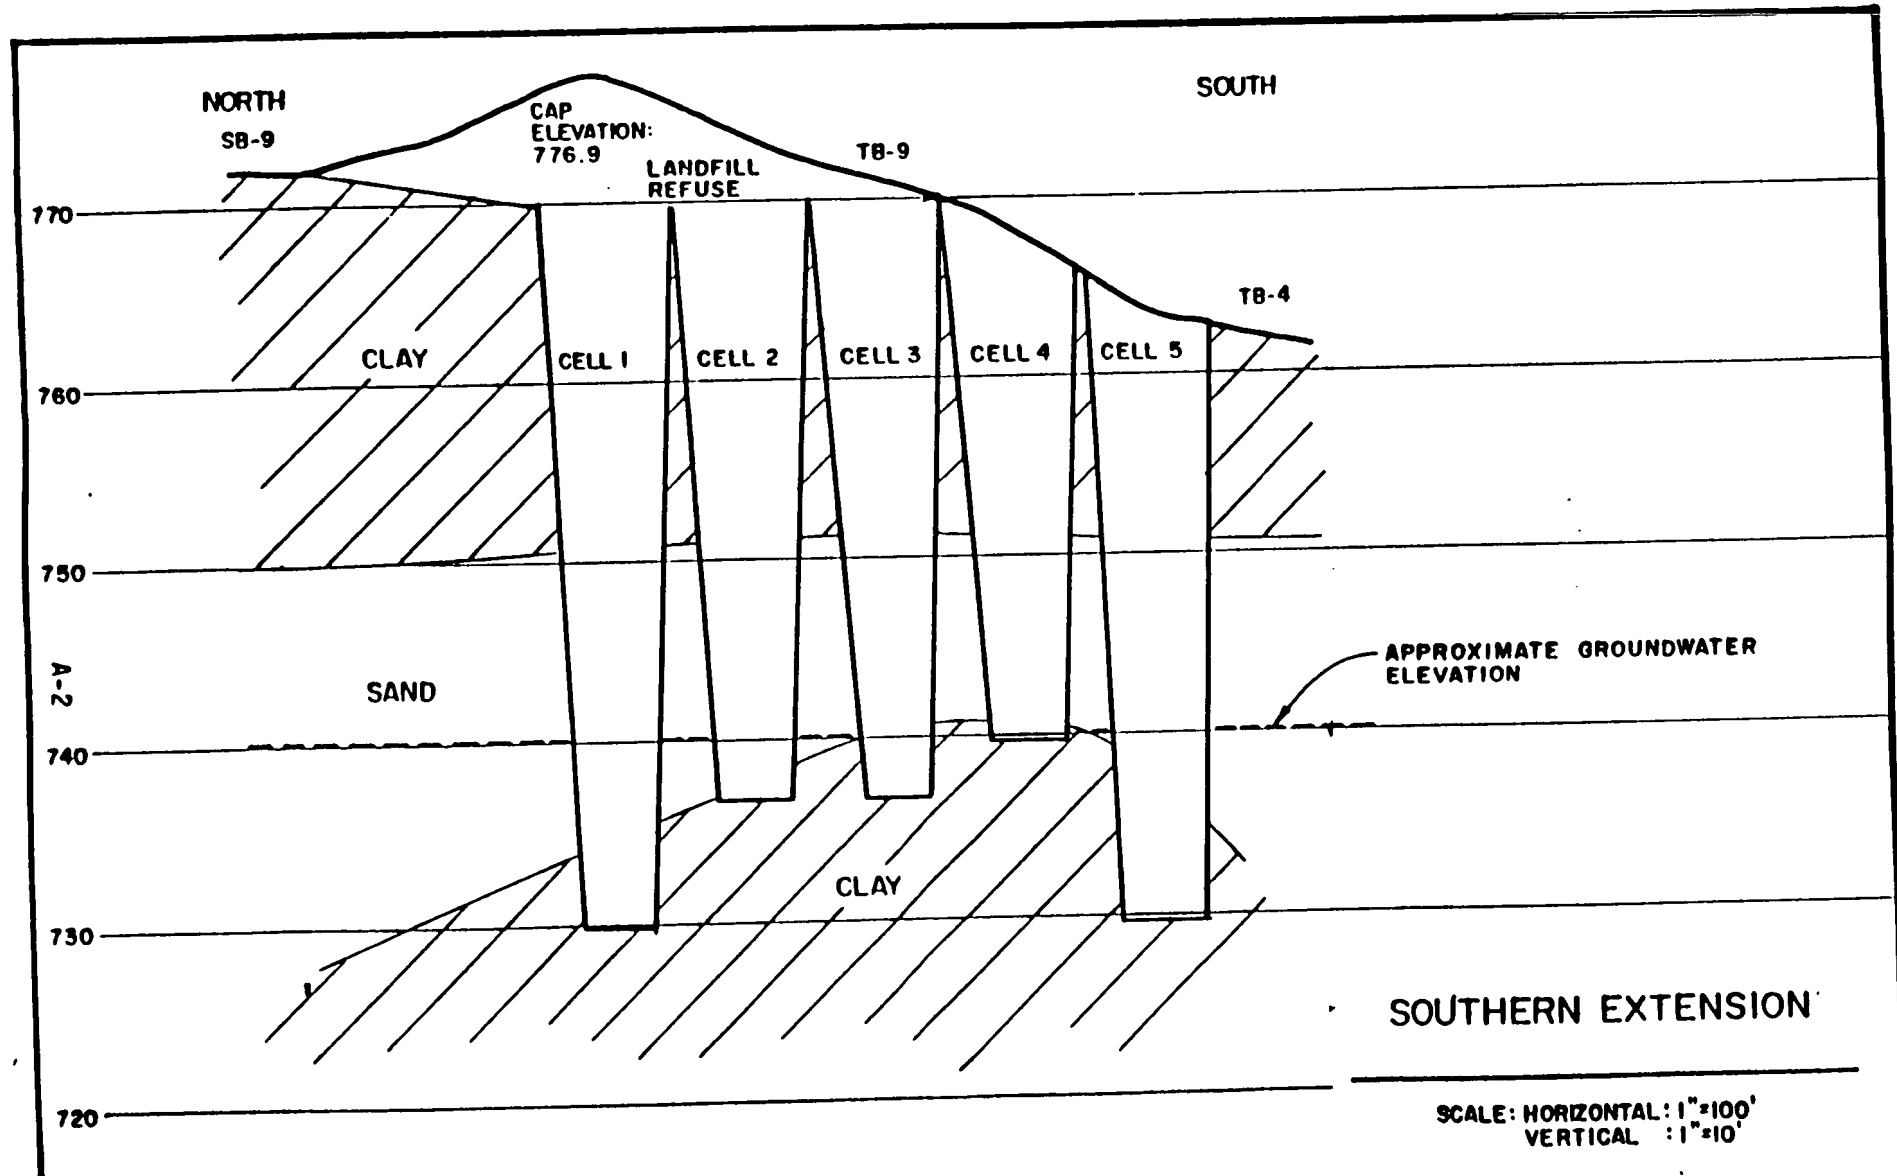 NORTH
SB-9
CAP
ELEVATION:
776.9
LANDFILL
REFUSE
TB-9
SOUTH
TB-4
770
CLAY
CELL 1
CELL 2
CELL 3
CELL 4
CELL 5
760
750
A-2
SAND
APPROXIMATE GROUNDWATER
ELEVATION
740
CLAY
730
SOUTHERN EXTENSION
720
SCALE: HORIZONTAL: 1"=100'
VERTICAL : 1"=10'